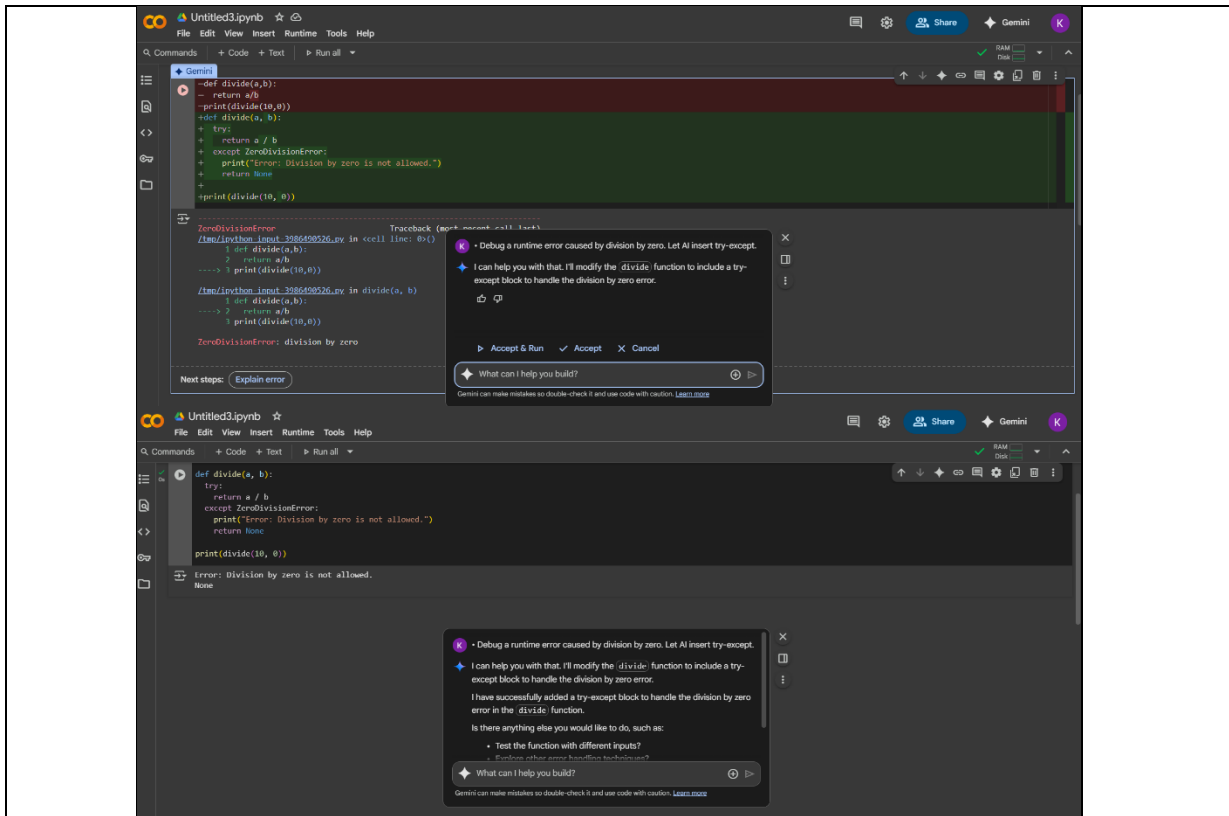 Untitled3.ipynb
Share
Gemini
K
File Edit View Insert Runtime Tools Help
Commands + Code + Text Run all
RAM
Disk
Gemini
-def divide(a,b):
- return a/b
-print(divide(10,0))
+def divide(a, b):
+ try:
+ return a / b
+ except ZeroDivisionError:
+ print("Error: Division by zero is not allowed.")
+ return None
+
+print(divide(10, 0))
---------------------------------------------------------------------------
ZeroDivisionError Traceback (most recent call last)
/tmp/ipython-input-3986490526.py in <cell line: 0>()
1 def divide(a,b):
2 return a/b
----> 3 print(divide(10,0))
/tmp/ipython-input-3986490526.py in divide(a, b)
1 def divide(a,b):
----> 2 return a/b
3 print(divide(10,0))
ZeroDivisionError: division by zero
Next steps: Explain error
K • Debug a runtime error caused by division by zero. Let AI insert try-except.
I can help you with that. I'll modify the divide function to include a try-
except block to handle the division by zero error.
Accept & Run Accept Cancel
What can I help you build?
Gemini can make mistakes so double-check it and use code with caution. Learn more
Untitled3.ipynb
Share
Gemini
K
File Edit View Insert Runtime Tools Help
Commands + Code + Text Run all
RAM
Disk
0s
def divide(a, b):
try:
return a / b
except ZeroDivisionError:
print("Error: Division by zero is not allowed.")
return None
print(divide(10, 0))
Error: Division by zero is not allowed.
None
K • Debug a runtime error caused by division by zero. Let AI insert try-except.
I can help you with that. I'll modify the divide function to include a try-
except block to handle the division by zero error.
I have successfully added a try-except block to handle the division by zero
error in the divide function.
Is there anything else you would like to do, such as:
• Test the function with different inputs?
• Explore other error handling techniques?
What can I help you build?
Gemini can make mistakes so double-check it and use code with caution. Learn more